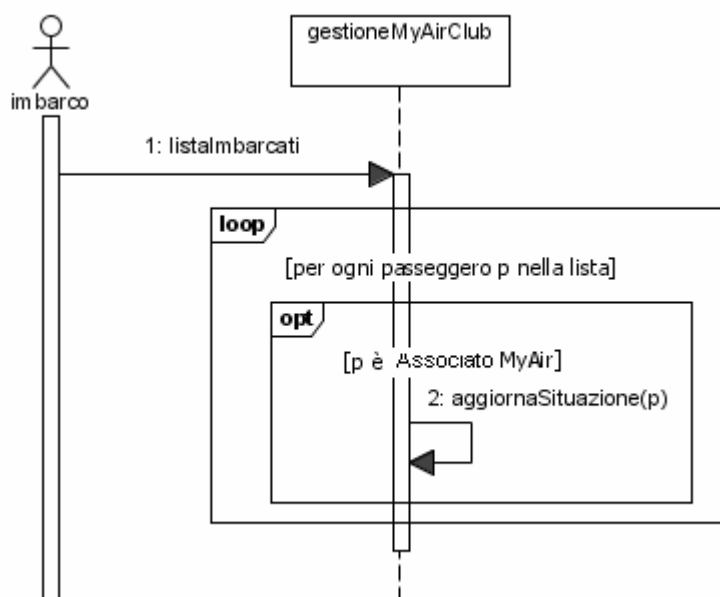 gestioneMyAirClub
imbarco
1: listaImbarcati
loop
[per ogni passeggero p nella lista]
opt
[p è Associato MyAir]
2: aggiornaSituazione(p)